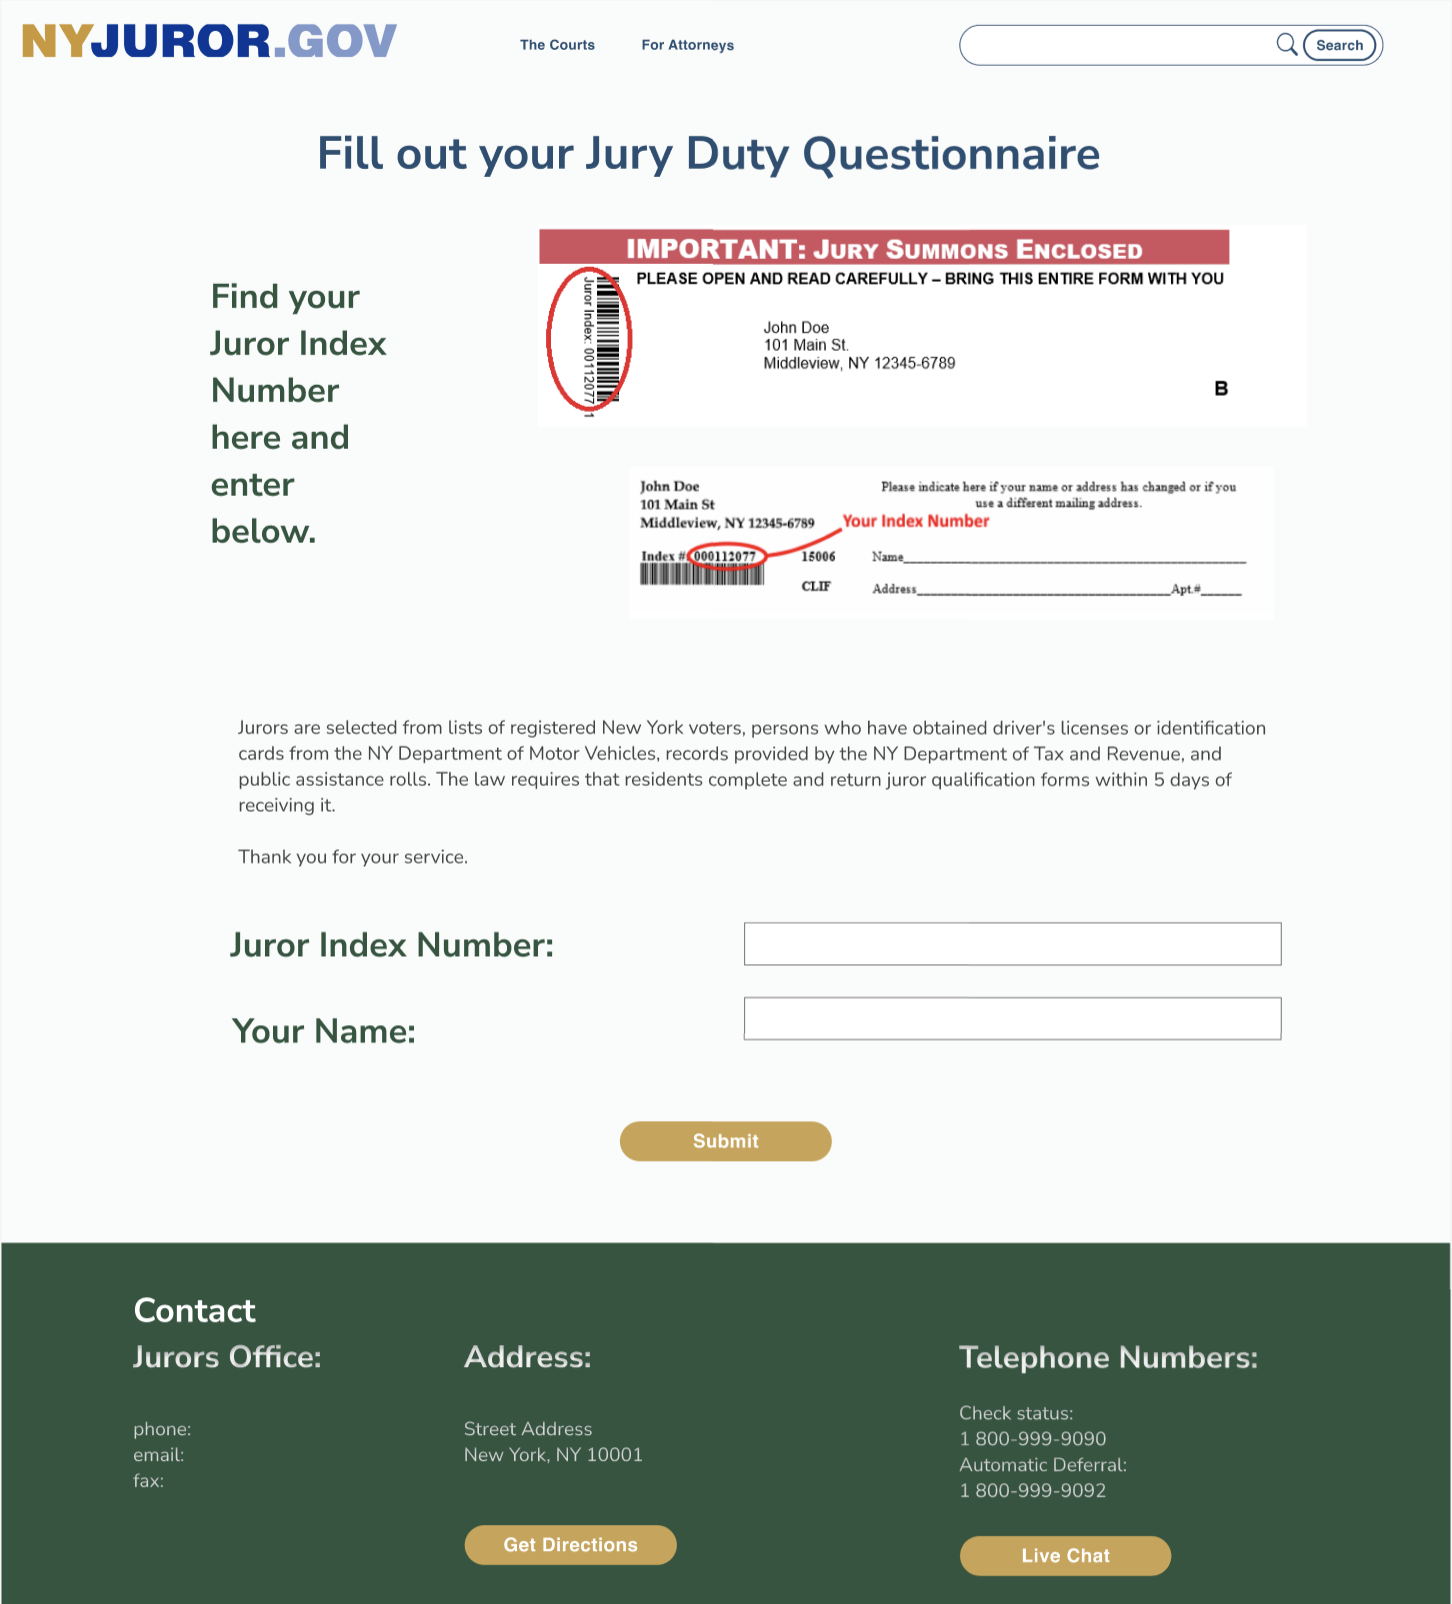 NYJUROR.GOV
The Courts
For Attorneys
Search
Fill out your Jury Duty Questionnaire
Find your
Juror Index
Number
here and
enter
below.
IMPORTANT: JURY SUMMONS ENCLOSED
PLEASE OPEN AND READ CAREFULLY – BRING THIS ENTIRE FORM WITH YOU
Juror Index: 00112077 1
John Doe
101 Main St.
Middleview, NY 12345-6789
B
John Doe
101 Main St
Middleview, NY 12345-6789
Please indicate here if your name or address has changed or if you
use a different mailing address.
Your Index Number
Index # 000112077
15006
CLIF
Name
Address Apt.#
Jurors are selected from lists of registered New York voters, persons who have obtained driver's licenses or identification
cards from the NY Department of Motor Vehicles, records provided by the NY Department of Tax and Revenue, and
public assistance rolls. The law requires that residents complete and return juror qualification forms within 5 days of
receiving it.
Thank you for your service.
Juror Index Number:
Your Name:
Submit
Contact
Jurors Office:
phone:
email:
fax:
Address:
Street Address
New York, NY 10001
Get Directions
Telephone Numbers:
Check status:
1 800-999-9090
Automatic Deferral:
1 800-999-9092
Live Chat